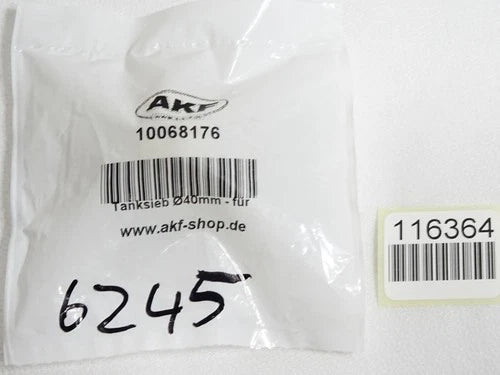 AKF
10068176
Tanksieb Ø40mm - für
www.akf-shop.de
6245
116364